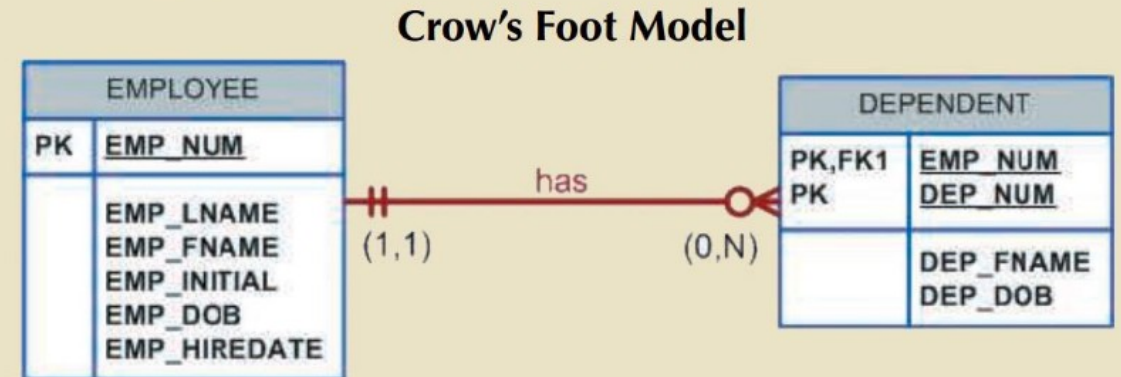 Crow's Foot Model
EMPLOYEE
PK EMP_NUM
EMP_LNAME
EMP_FNAME
EMP_INITIAL
EMP_DOB
EMP_HIREDATE
has
(1,1)
(0,N)
DEPENDENT
PK,FK1 EMP_NUM
PK DEP_NUM
DEP_FNAME
DEP_DOB